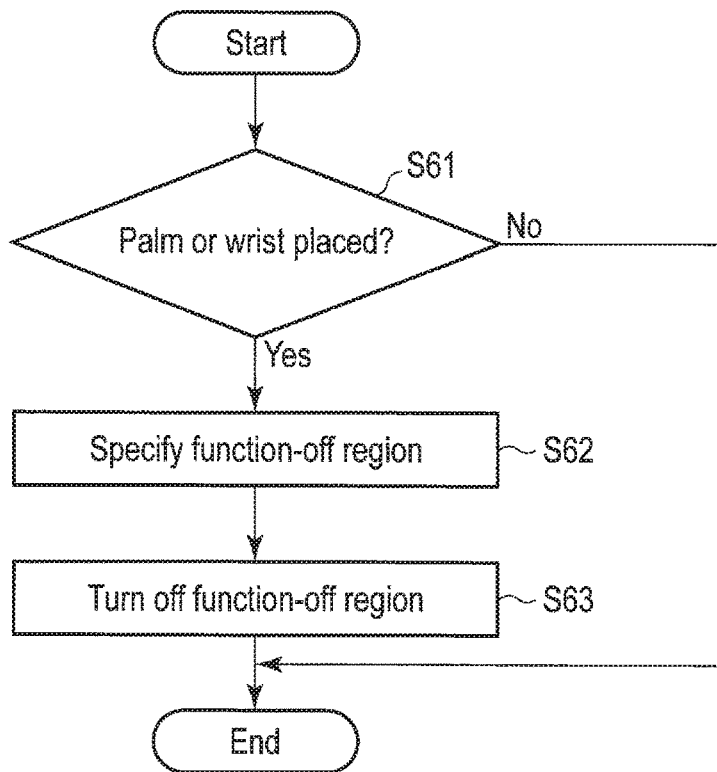 Start
S61
Palm or wrist placed?
No
Yes
Specify function-off region
S62
Turn off function-off region
S63
End